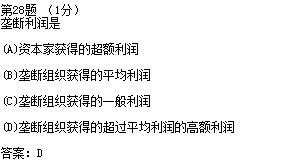 第28题 （1分）
垄断利润是
(A)资本家获得的超额利润
(B)垄断组织获得的平均利润
(C)垄断组织获得的一般利润
(D)垄断组织获得的超过平均利润的高额利润
答案：D